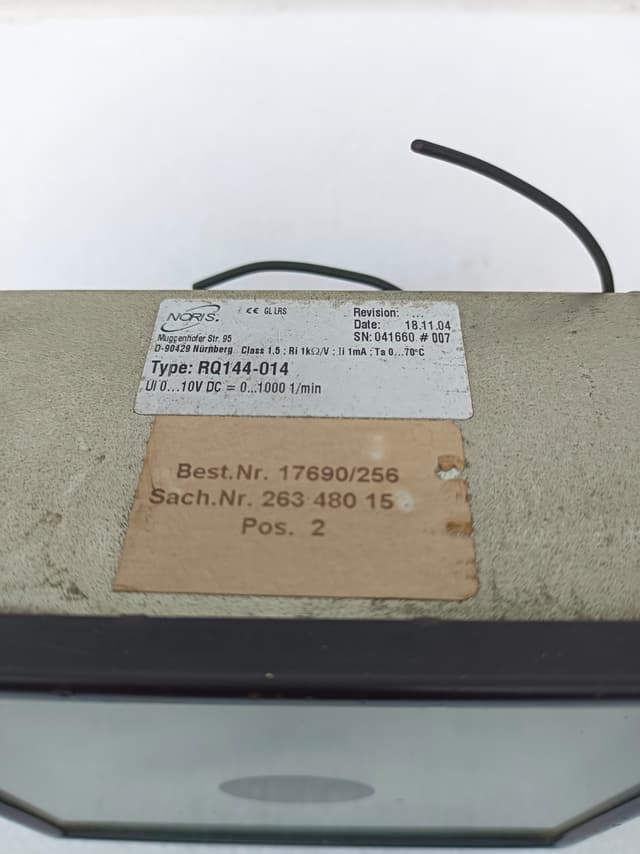 NORIS.
CE GL LRS
Revision: ...
Date: 18.11.04
SN: 041660 # 007
Muggenhofer Str. 95
D-90429 Nürnberg Class 1.5 ; Ri 1kΩ/V ; Ii 1mA ; Ta 0...70°C
Type: RQ144-014
Ui 0...10V DC = 0...1000 1/min
Best.Nr. 17690/256
Sach.Nr. 263 480 15
Pos. 2